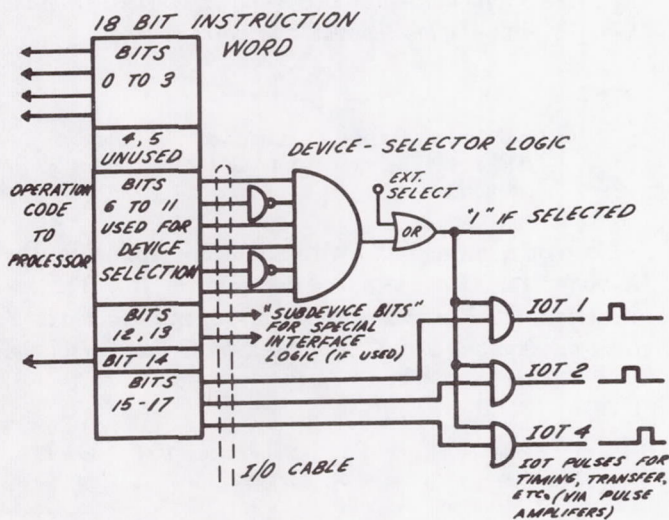 18 BIT INSTRUCTION
WORD
BITS
0 TO 3
4, 5
UNUSED
OPERATION
CODE
TO
PROCESSOR
BITS
6 TO 11
USED FOR
DEVICE
SELECTION
BITS
12, 13
BIT 14
BITS
15-17
DEVICE-SELECTOR LOGIC
EXT.
SELECT
OR
"1" IF SELECTED
"SUBDEVICE BITS"
FOR SPECIAL
INTERFACE
LOGIC (IF USED)
IOT 1
IOT 2
IOT 4
I/O CABLE
IOT PULSES FOR
TIMING, TRANSFER,
ETC. (VIA PULSE
AMPLIFERS)